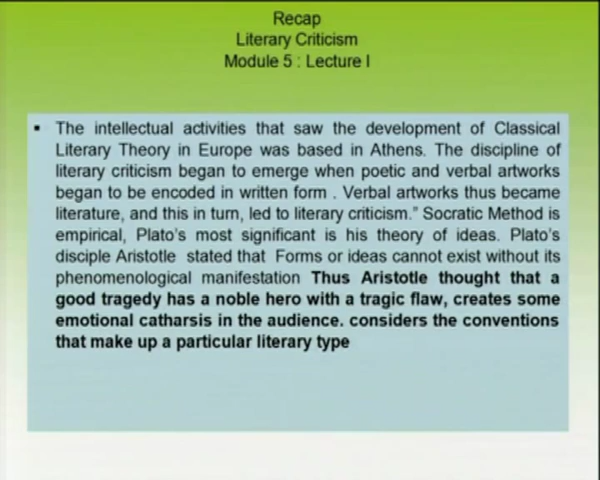 Recap
Literary Criticism
Module 5 : Lecture I
▪ The intellectual activities that saw the development of Classical
Literary Theory in Europe was based in Athens. The discipline of
literary criticism began to emerge when poetic and verbal artworks
began to be encoded in written form . Verbal artworks thus became
literature, and this in turn, led to literary criticism.” Socratic Method is
empirical, Plato’s most significant is his theory of ideas. Plato’s
disciple Aristotle stated that Forms or ideas cannot exist without its
phenomenological manifestation Thus Aristotle thought that a
good tragedy has a noble hero with a tragic flaw, creates some
emotional catharsis in the audience. considers the conventions
that make up a particular literary type